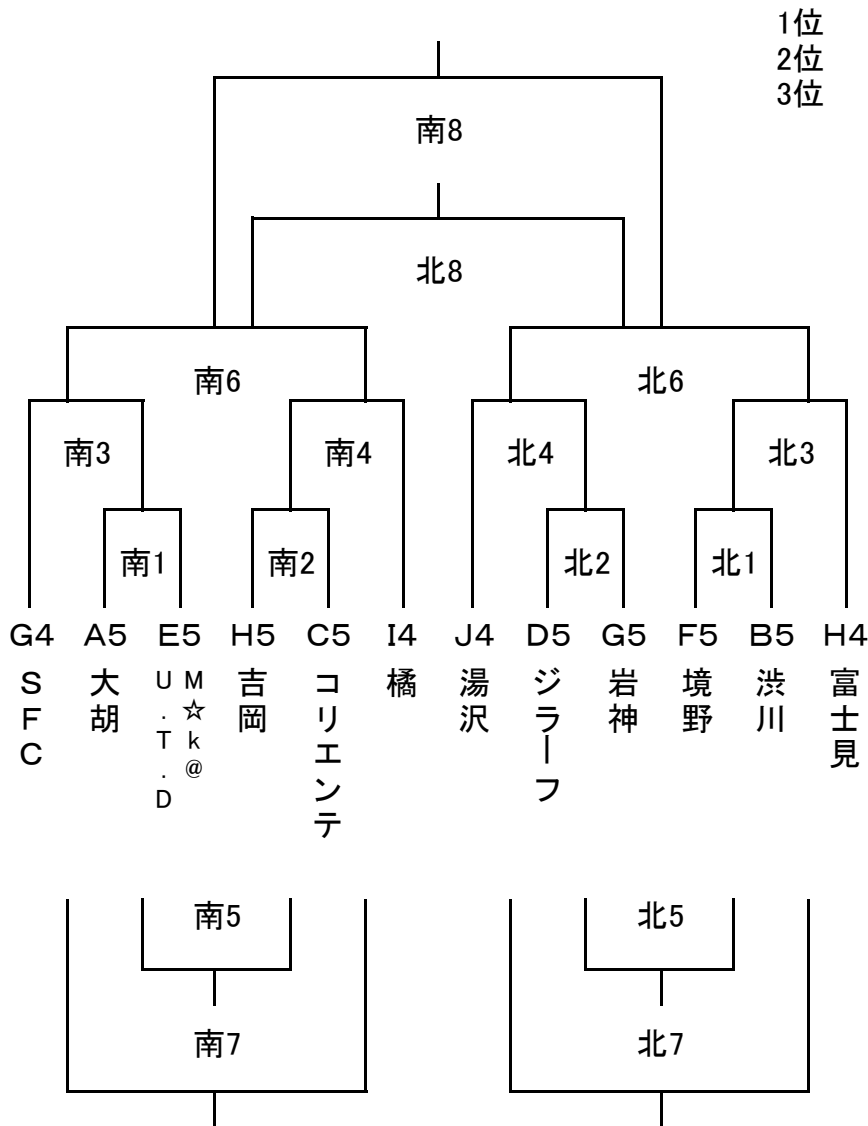 1位
2位
3位
南8
北8
南6
北6
南3
南4
北4
北3
南1
南2
北2
北1
G4
A5
E5
H5
C5
I4
J4
D5
G5
F5
B5
H4
SFC
大胡
M☆k@
U.T.D
吉岡
コリエンテ
橘
湯沢
ジラーフ
岩神
境野
渋川
富士見
南5
北5
南7
北7